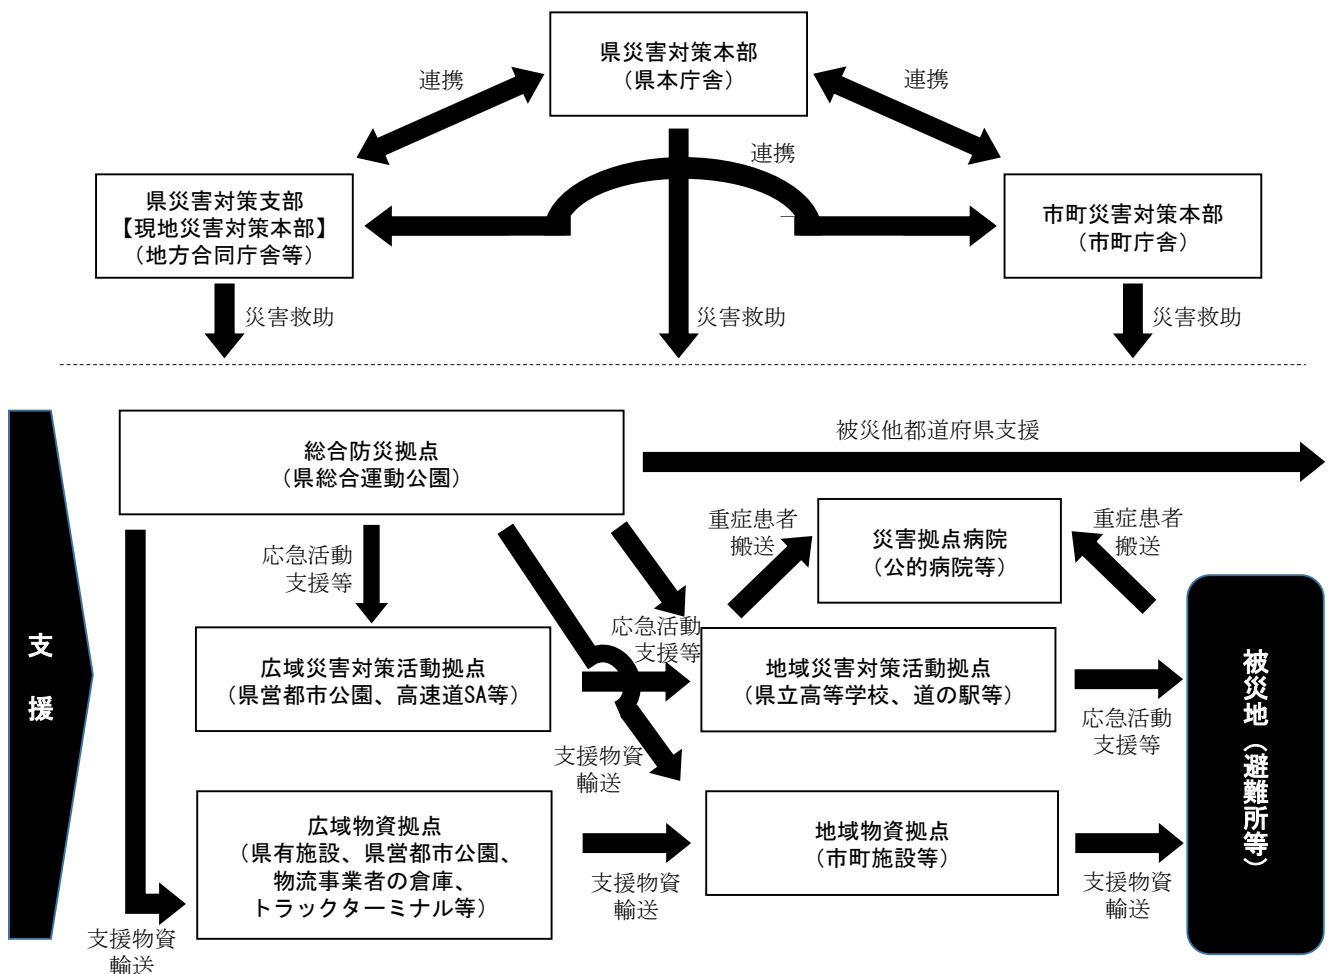 県災害対策本部
（県本庁舎）
連携
連携
連携
県災害対策支部
【現地災害対策本部】
（地方合同庁舎等）
市町災害対策本部
（市町庁舎）
災害救助
災害救助
災害救助
総合防災拠点
（県総合運動公園）
被災他都道府県支援
応急活動
支援等
重症患者
搬送
災害拠点病院
（公的病院等）
重症患者
搬送
支援
応急活動
支援等
広域災害対策活動拠点
（県営都市公園、高速道SA等）
地域災害対策活動拠点
（県立高等学校、道の駅等）
応急活動
支援等
被災地（避難所等）
支援物資
輸送
広域物資拠点
（県有施設、県営都市公園、
物流事業者の倉庫、
トラックターミナル等）
地域物資拠点
（市町施設等）
支援物資
輸送
支援物資
輸送
支援物資
輸送